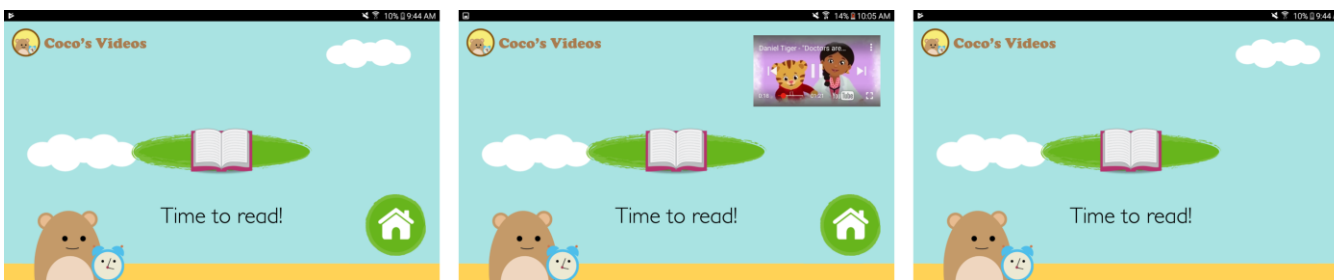 10% 9:44 AM
Coco's Videos
Time to read!
14% 10:05 AM
Coco's Videos
Daniel Tiger - "Doctors are...
YouTube
Time to read!
10% 9:44
Coco's Videos
Time to read!